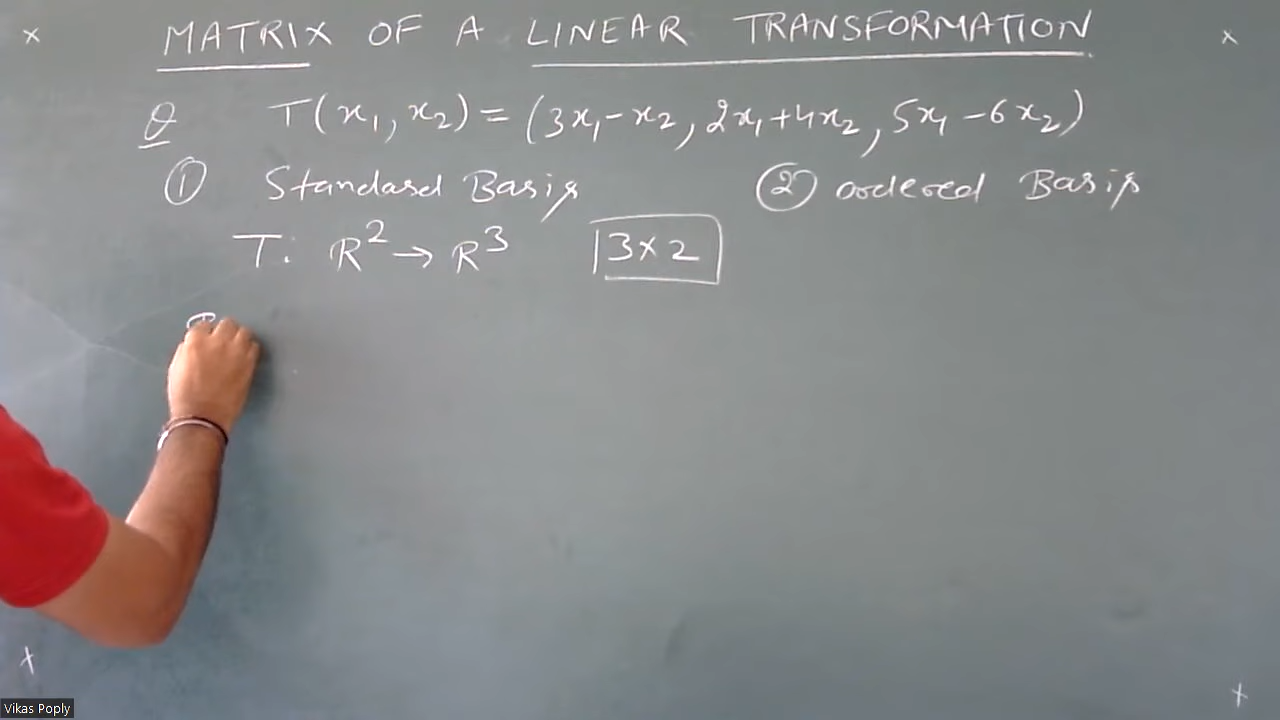 MATRIX OF A LINEAR TRANSFORMATION
Q T(x₁, x₂) = (3x₁ - x₂, 2x₁ + 4x₂, 5x₁ - 6x₂)
① Standard Basis ② ordered Basis
T: R² → R³ 3×2
Vikas Poply